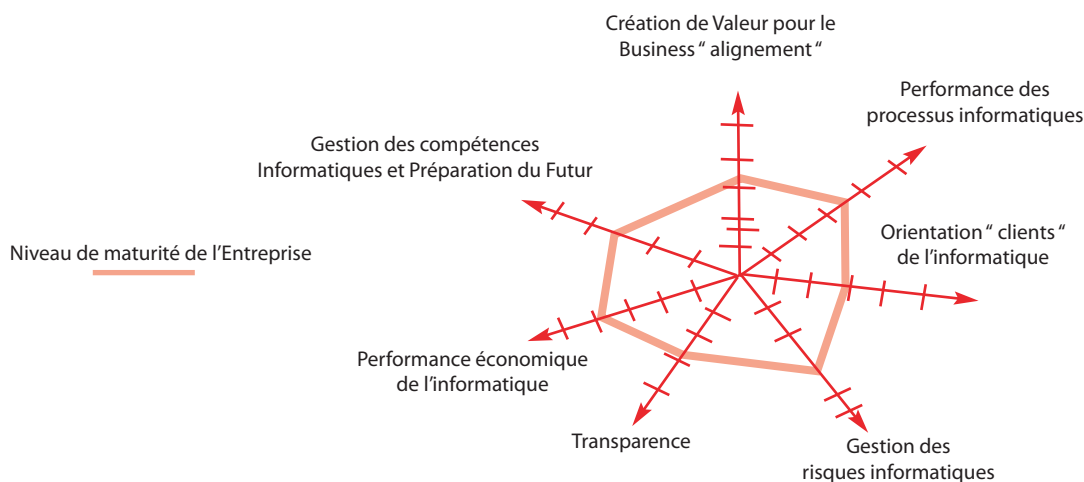 Création de Valeur pour le
Business “ alignement “
Performance des
processus informatiques
Gestion des compétences
Informatiques et Préparation du Futur
Orientation “ clients “
de l’informatique
Niveau de maturité de l’Entreprise
Performance économique
de l’informatique
Transparence
Gestion des
risques informatiques